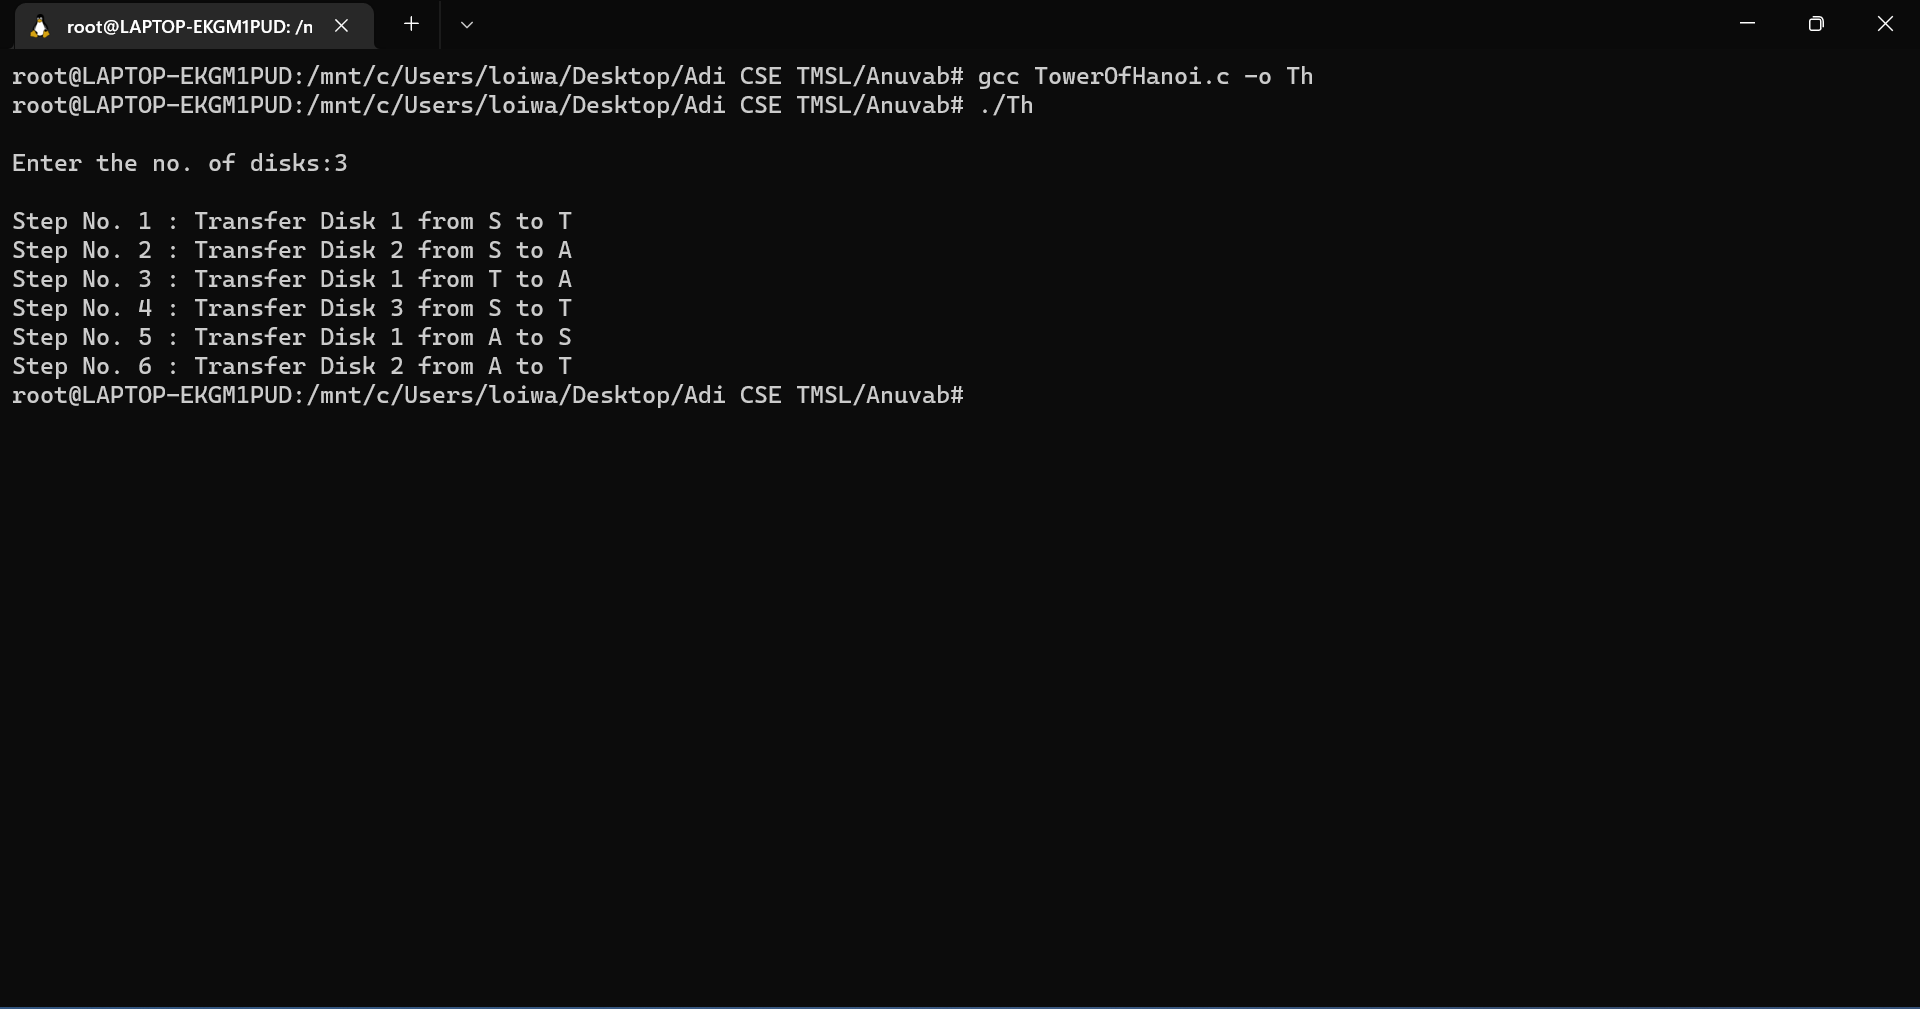 root@LAPTOP-EKGM1PUD: /n
root@LAPTOP-EKGM1PUD:/mnt/c/Users/loiwa/Desktop/Adi CSE TMSL/Anuvab# gcc TowerOfHanoi.c -o Th
root@LAPTOP-EKGM1PUD:/mnt/c/Users/loiwa/Desktop/Adi CSE TMSL/Anuvab# ./Th
Enter the no. of disks:3
Step No. 1 : Transfer Disk 1 from S to T
Step No. 2 : Transfer Disk 2 from S to A
Step No. 3 : Transfer Disk 1 from T to A
Step No. 4 : Transfer Disk 3 from S to T
Step No. 5 : Transfer Disk 1 from A to S
Step No. 6 : Transfer Disk 2 from A to T
root@LAPTOP-EKGM1PUD:/mnt/c/Users/loiwa/Desktop/Adi CSE TMSL/Anuvab#